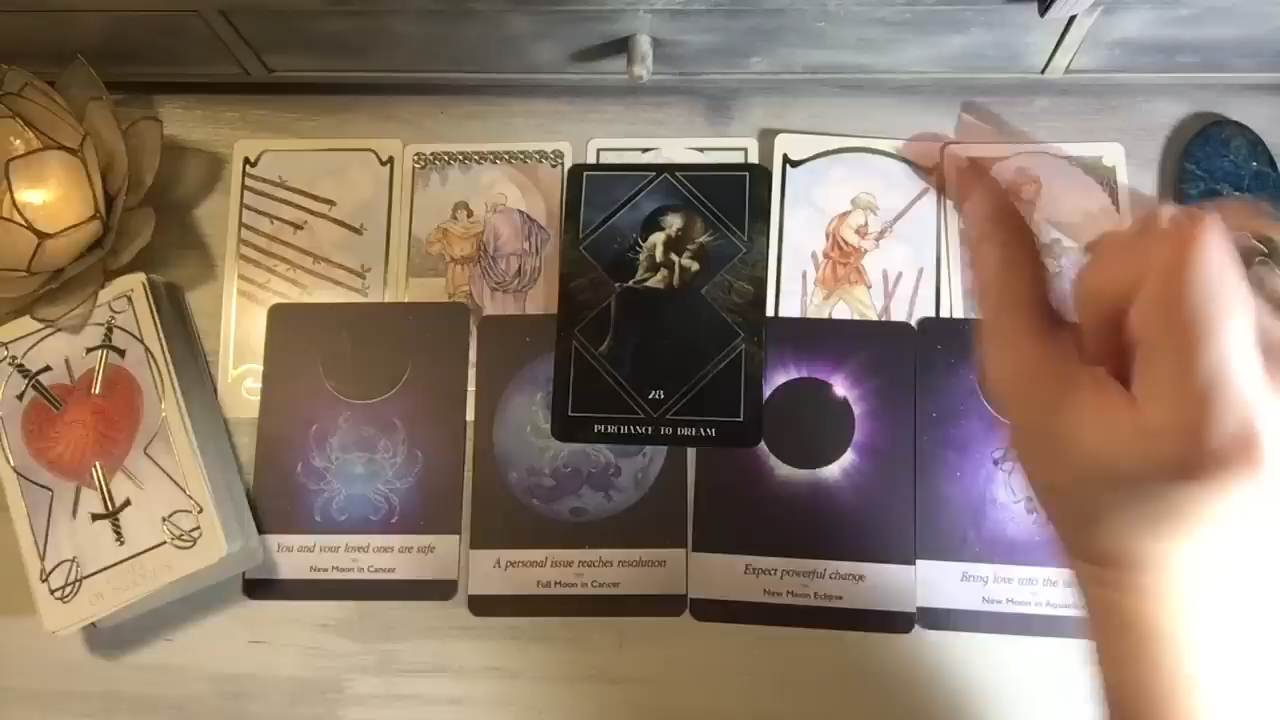 28
PERCHANCE TO DREAM
You and your loved ones are safe
New Moon in Cancer
A personal issue reaches resolution
Full Moon in Cancer
Expect powerful change
New Moon Eclipse
Bring love into the
New Moon in